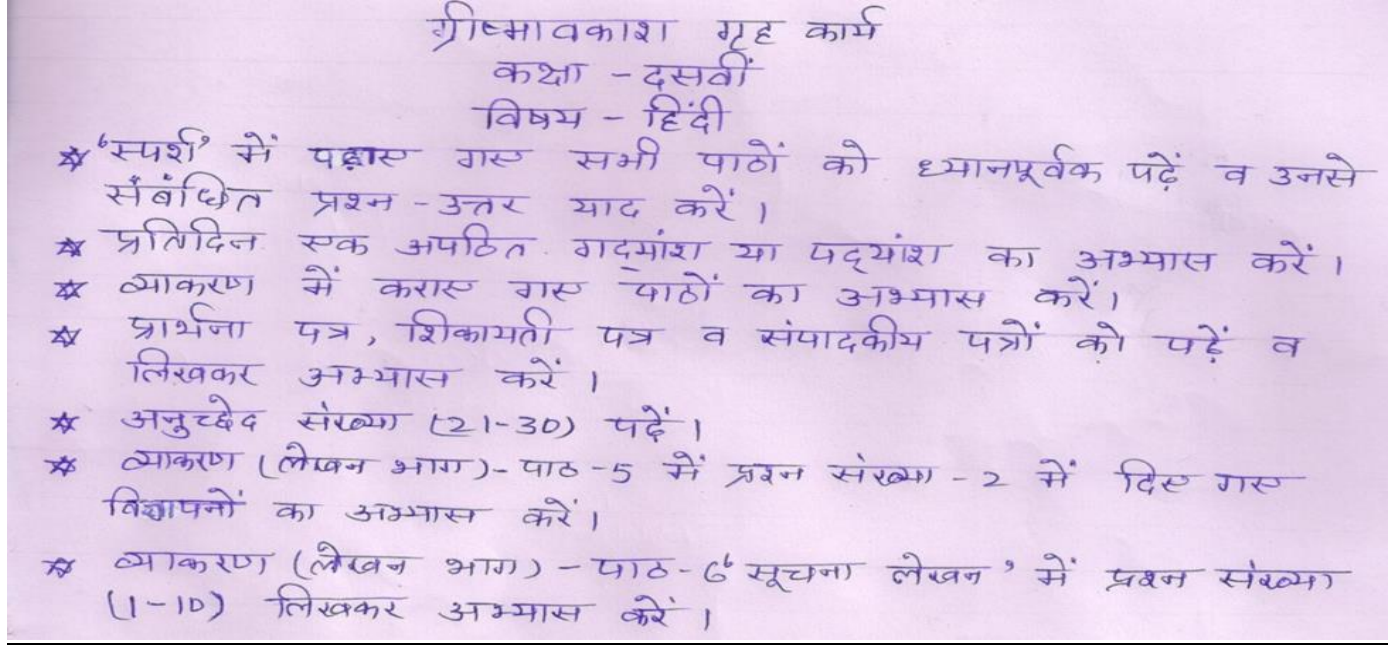 ग्रीष्मावकाश गृह कार्य
कक्षा - दसवीं
विषय - हिंदी
☆ 'स्पर्श' में पढ़ाए गए सभी पाठों को ध्यानपूर्वक पढ़ें व उनसे
संबंधित प्रश्न - उत्तर याद करें।
☆ प्रतिदिन एक अपठित गद्यांश या पद्यांश का अभ्यास करें।
☆ व्याकरण में कराए गए पाठों का अभ्यास करें।
☆ प्रार्थना पत्र, शिकायती पत्र व संपादकीय पत्रों को पढ़ें व
लिखकर अभ्यास करें।
☆ अनुच्छेद संख्या (21-30) पढ़ें।
☆ व्याकरण (लेखन भाग) - पाठ - 5 में प्रश्न संख्या - 2 में दिए गए
विज्ञापनों का अभ्यास करें।
☆ व्याकरण (लेखन भाग) - पाठ - 6 'सूचना लेखन' में प्रश्न संख्या
(1-10) लिखकर अभ्यास करें।